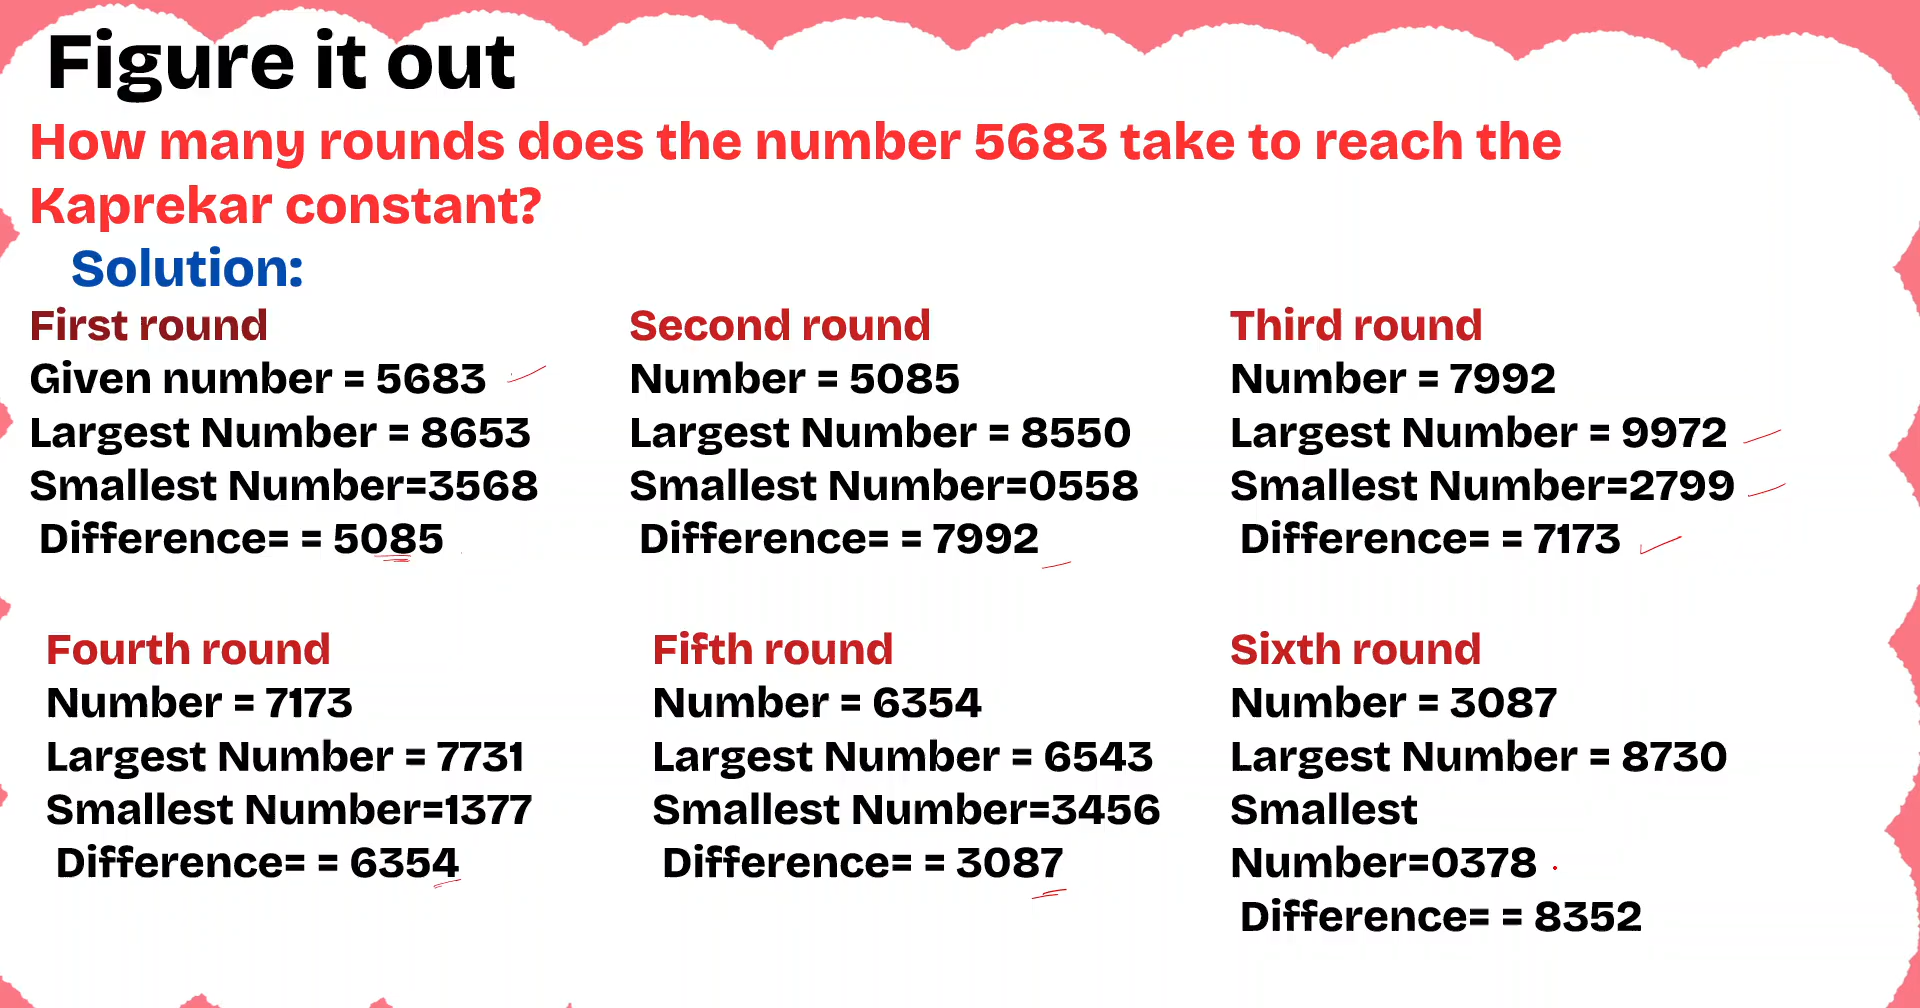 Figure it out
How many rounds does the number 5683 take to reach the
Kaprekar constant?
Solution:
First round
Given number = 5683
Largest Number = 8653
Smallest Number=3568
Difference= = 5085
Second round
Number = 5085
Largest Number = 8550
Smallest Number=0558
Difference= = 7992
Third round
Number = 7992
Largest Number = 9972
Smallest Number=2799
Difference= = 7173
Fourth round
Number = 7173
Largest Number = 7731
Smallest Number=1377
Difference= = 6354
Fifth round
Number = 6354
Largest Number = 6543
Smallest Number=3456
Difference= = 3087
Sixth round
Number = 3087
Largest Number = 8730
Smallest
Number=0378
Difference= = 8352